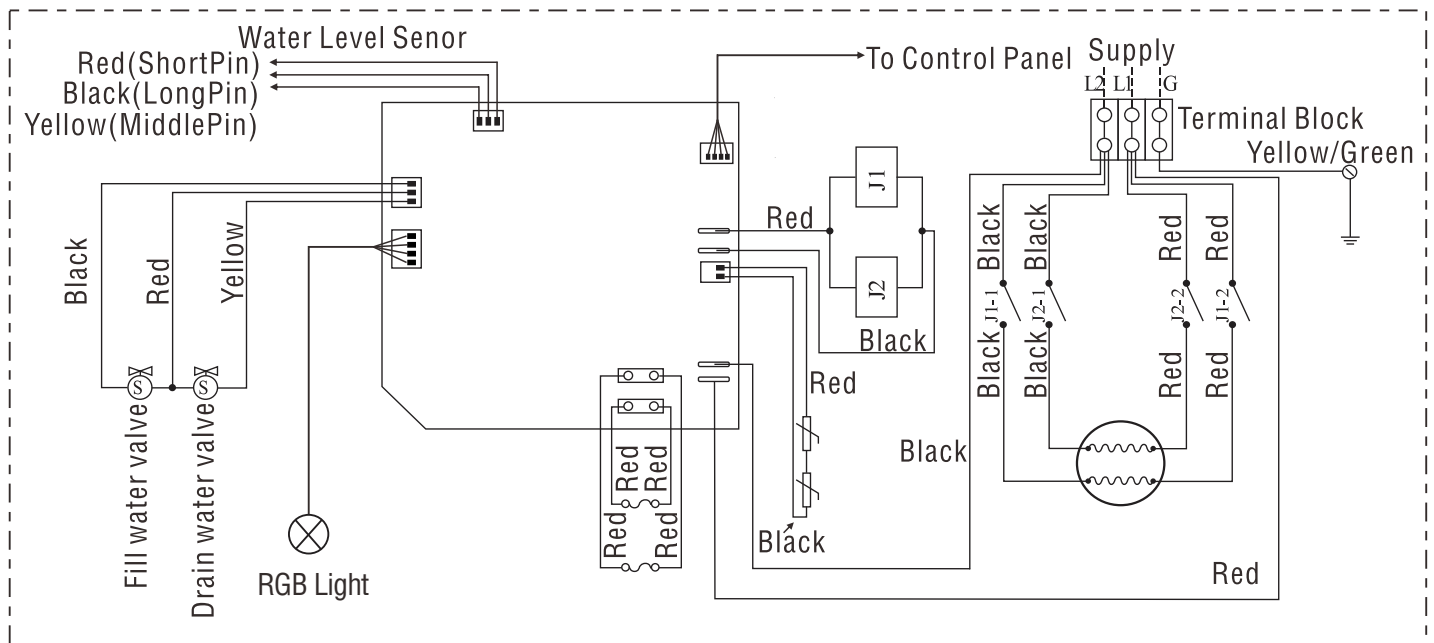 Water Level Senor
Red(ShortPin)
Black(LongPin)
Yellow(MiddlePin)
To Control Panel
Supply
L2
L1
G
Terminal Block
Yellow/Green
J1
J2
Red
Black
Black
Red
Yellow
Black
Black
Red
Red
J1-1
J2-1
J2-2
J1-2
Black
Black
Red
Red
Red
Black
Black
Red
Red
Red
Red
Red
S
S
Fill water valve
Drain water valve
RGB Light